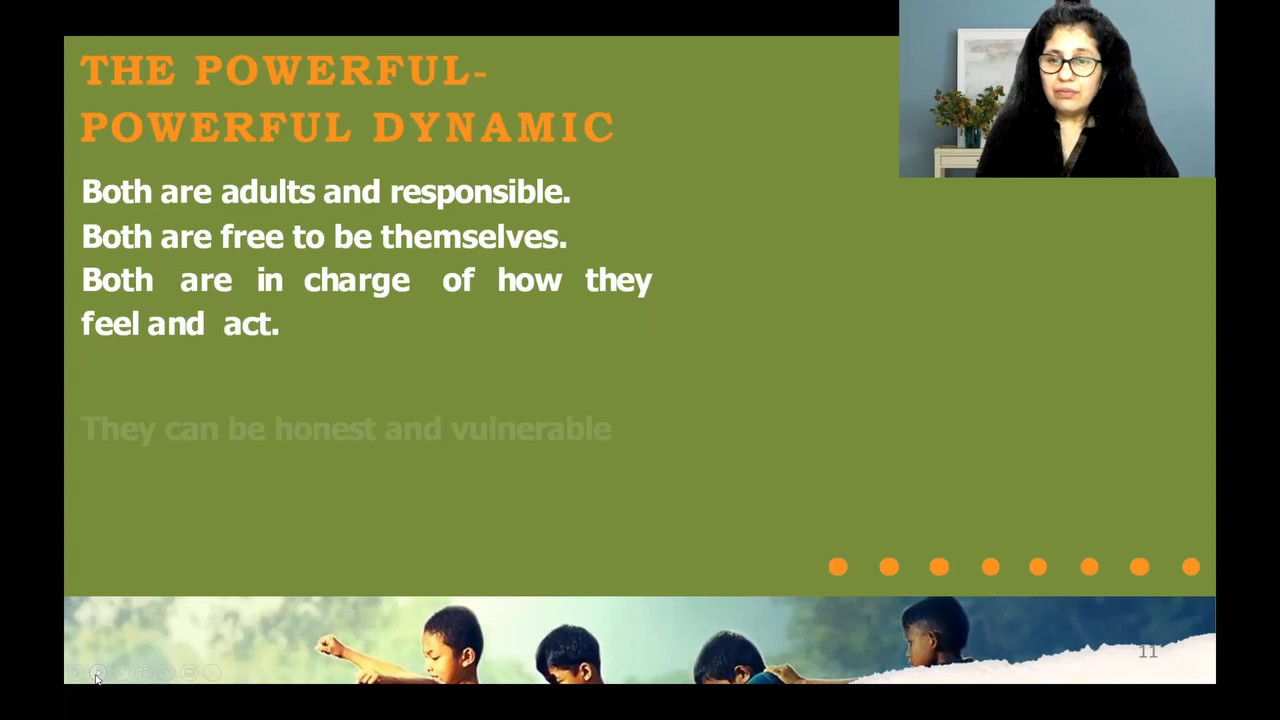 THE POWERFUL-
POWERFUL DYNAMIC
Both are adults and responsible.
Both are free to be themselves.
Both are in charge of how they
feel and act.
They can be honest and vulnerable
11